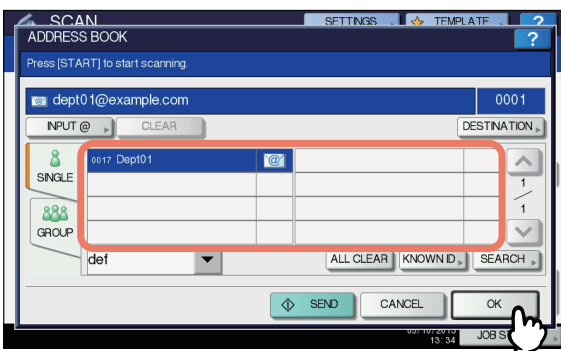 SCAN SETTINGS TEMPLATE ?
ADDRESS BOOK ?
Press [START] to start scanning.
dept01@example.com 0001
INPUT @ CLEAR DESTINATION
SINGLE
0017 Dept01
1
1
GROUP
def ALL CLEAR KNOWN ID SEARCH
SEND CANCEL OK
13:34 JOB